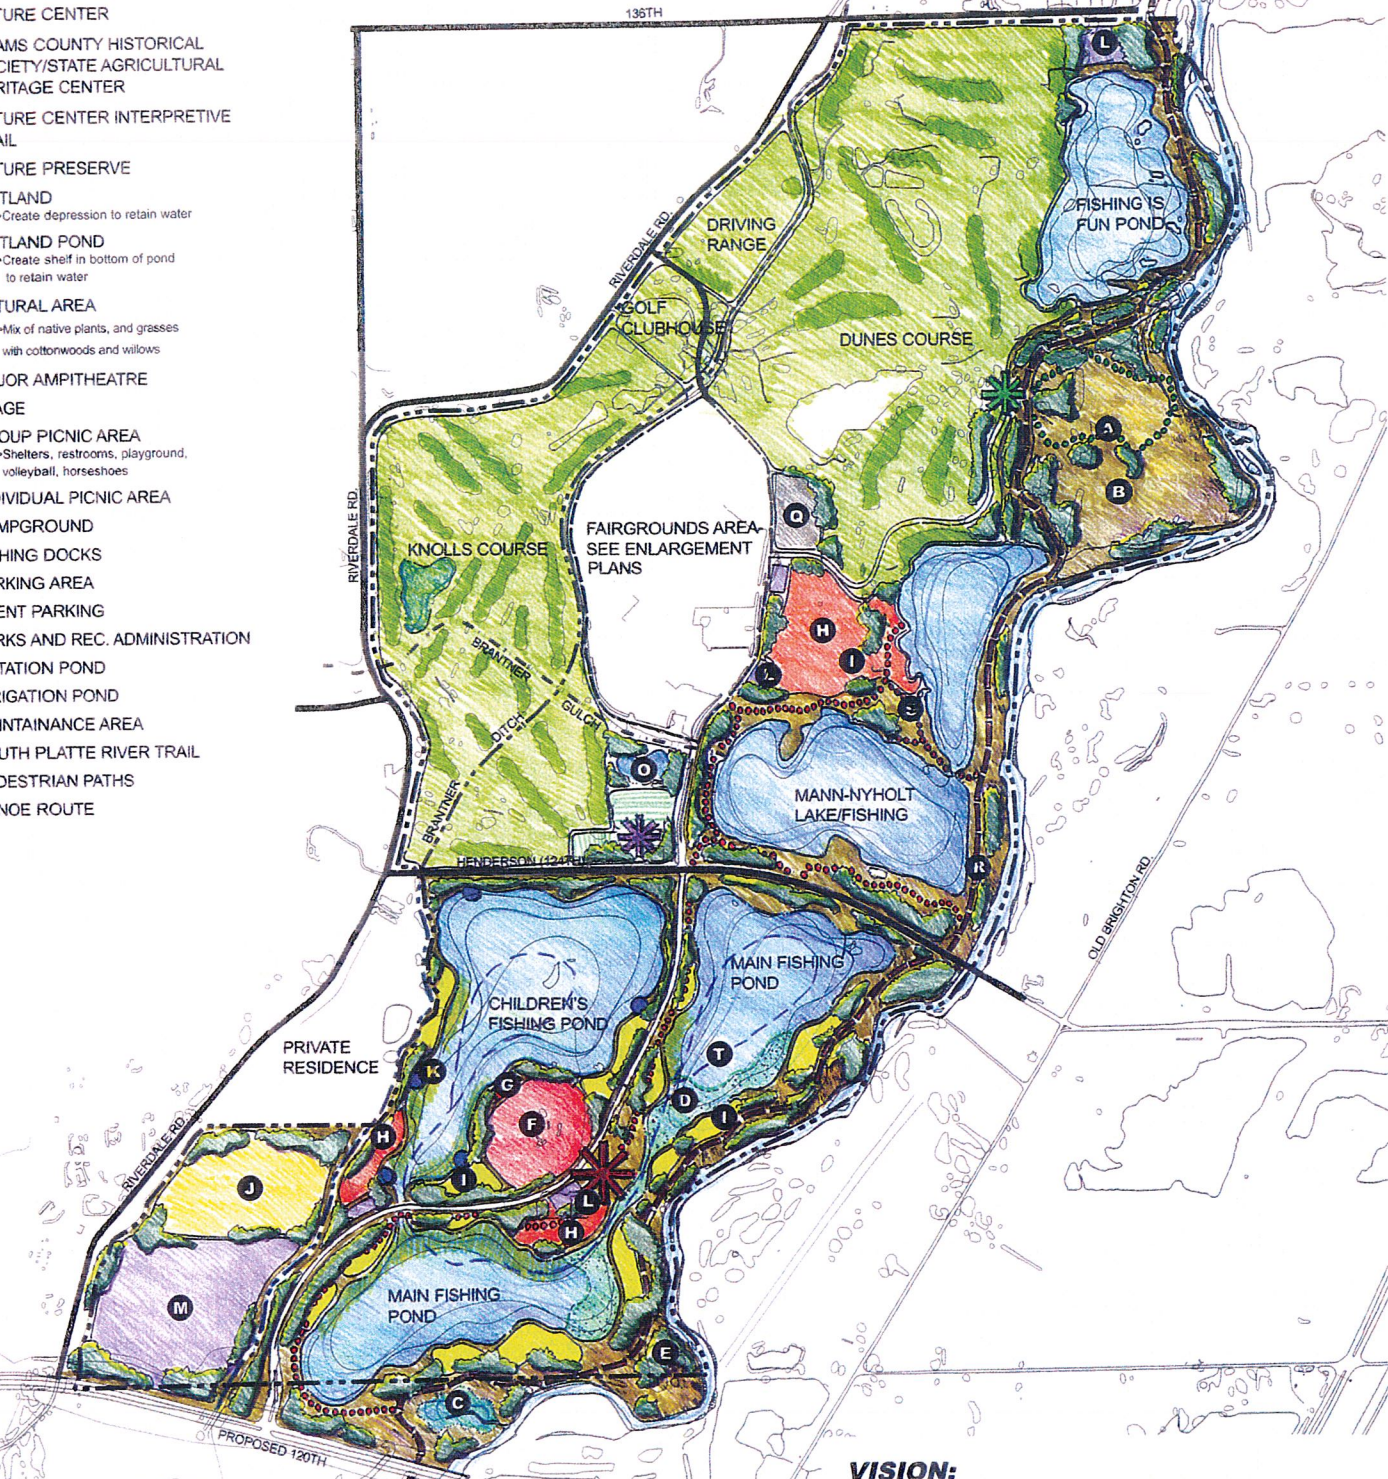 TURE CENTER
AMS COUNTY HISTORICAL
CIETY/STATE AGRICULTURAL
RITAGE CENTER
TURE CENTER INTERPRETIVE
AIL
TURE PRESERVE
TLAND
•Create depression to retain water
TLAND POND
•Create shelf in bottom of pond
to retain water
TURAL AREA
•Mix of native plants, and grasses
with cottonwoods and willows
JOR AMPITHEATRE
AGE
OUP PICNIC AREA
•Shelters, restrooms, playground,
volleyball, horseshoes
DIVIDUAL PICNIC AREA
MPGROUND
HING DOCKS
RKING AREA
ENT PARKING
RKS AND REC. ADMINISTRATION
TATION POND
RIGATION POND
INTAINANCE AREA
UTH PLATTE RIVER TRAIL
DESTRIAN PATHS
NOE ROUTE
136TH
L
FISHING IS
FUN POND
DRIVING
RANGE
RIVERDALE RD.
GOLF
CLUBHOUSE
DUNES COURSE
A
B
Q
RIVERDALE RD.
KNOLLS COURSE
FAIRGROUNDS AREA-
SEE ENLARGEMENT
PLANS
H
I
L
S
BRANTNER
GULCH
BRANTNER
DITCH
O
MANN-NYHOLT
LAKE/FISHING
HENDERSON (124TH)
R
OLD BRIGHTON RD.
MAIN FISHING
POND
CHILDREN'S
FISHING POND
PRIVATE
RESIDENCE
K
T
G
D
I
F
H
RIVERDALE RD.
J
I
L
H
M
MAIN FISHING
POND
E
C
PROPOSED 120TH
VISION: